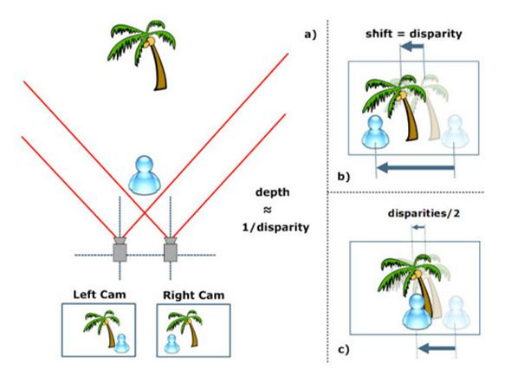 a)
depth
≈
1/disparity
Left Cam
Right Cam
shift = disparity
b)
disparities/2
c)